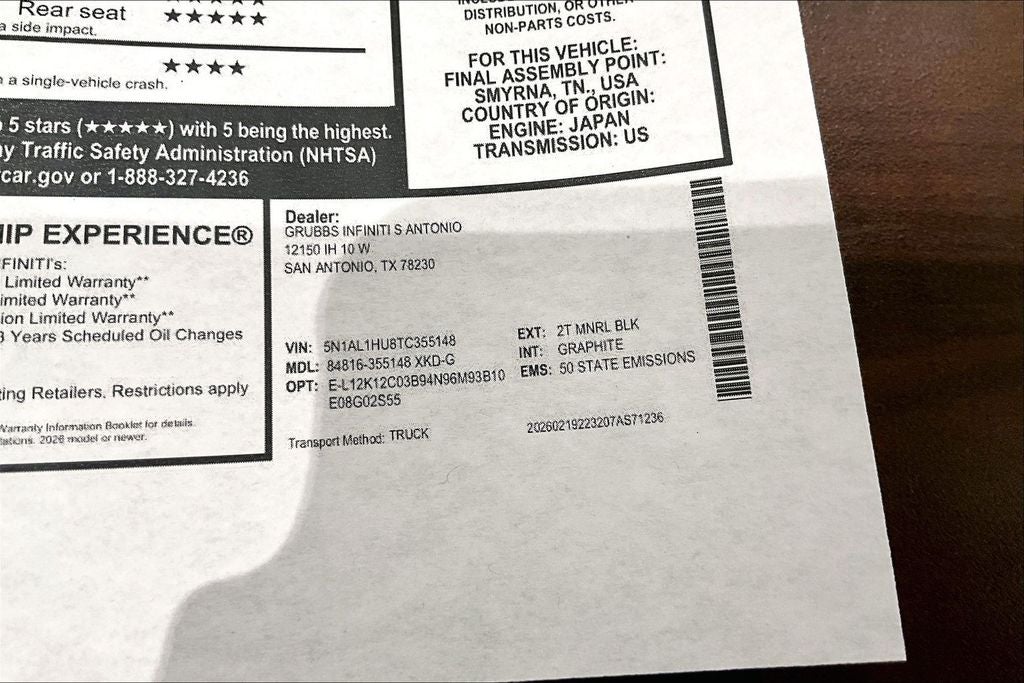 Rear seat ★★★★★
a side impact.
★★★★
a single-vehicle crash.
5 stars (★★★★★) with 5 being the highest.
Traffic Safety Administration (NHTSA)
car.gov or 1-888-327-4236
DISTRIBUTION, OR OTHER
NON-PARTS COSTS.
FOR THIS VEHICLE:
FINAL ASSEMBLY POINT:
SMYRNA, TN., USA
COUNTRY OF ORIGIN:
ENGINE: JAPAN
TRANSMISSION: US
EXPERIENCE®
FINITI's:
Limited Warranty**
imited Warranty**
ion Limited Warranty**
3 Years Scheduled Oil Changes
ting Retailers. Restrictions apply
Warranty Information Booklet for details.
2026 model or newer.
Dealer:
GRUBBS INFINITI S ANTONIO
12150 IH 10 W
SAN ANTONIO, TX 78230
VIN: 5N1AL1HU8TC355148
MDL: 84816-355148 XKD-G
OPT: E-L12K12C03B94N96M93B10
E08G02S55
EXT: 2T MNRL BLK
INT: GRAPHITE
EMS: 50 STATE EMISSIONS
Transport Method: TRUCK
20260219223207AS71236